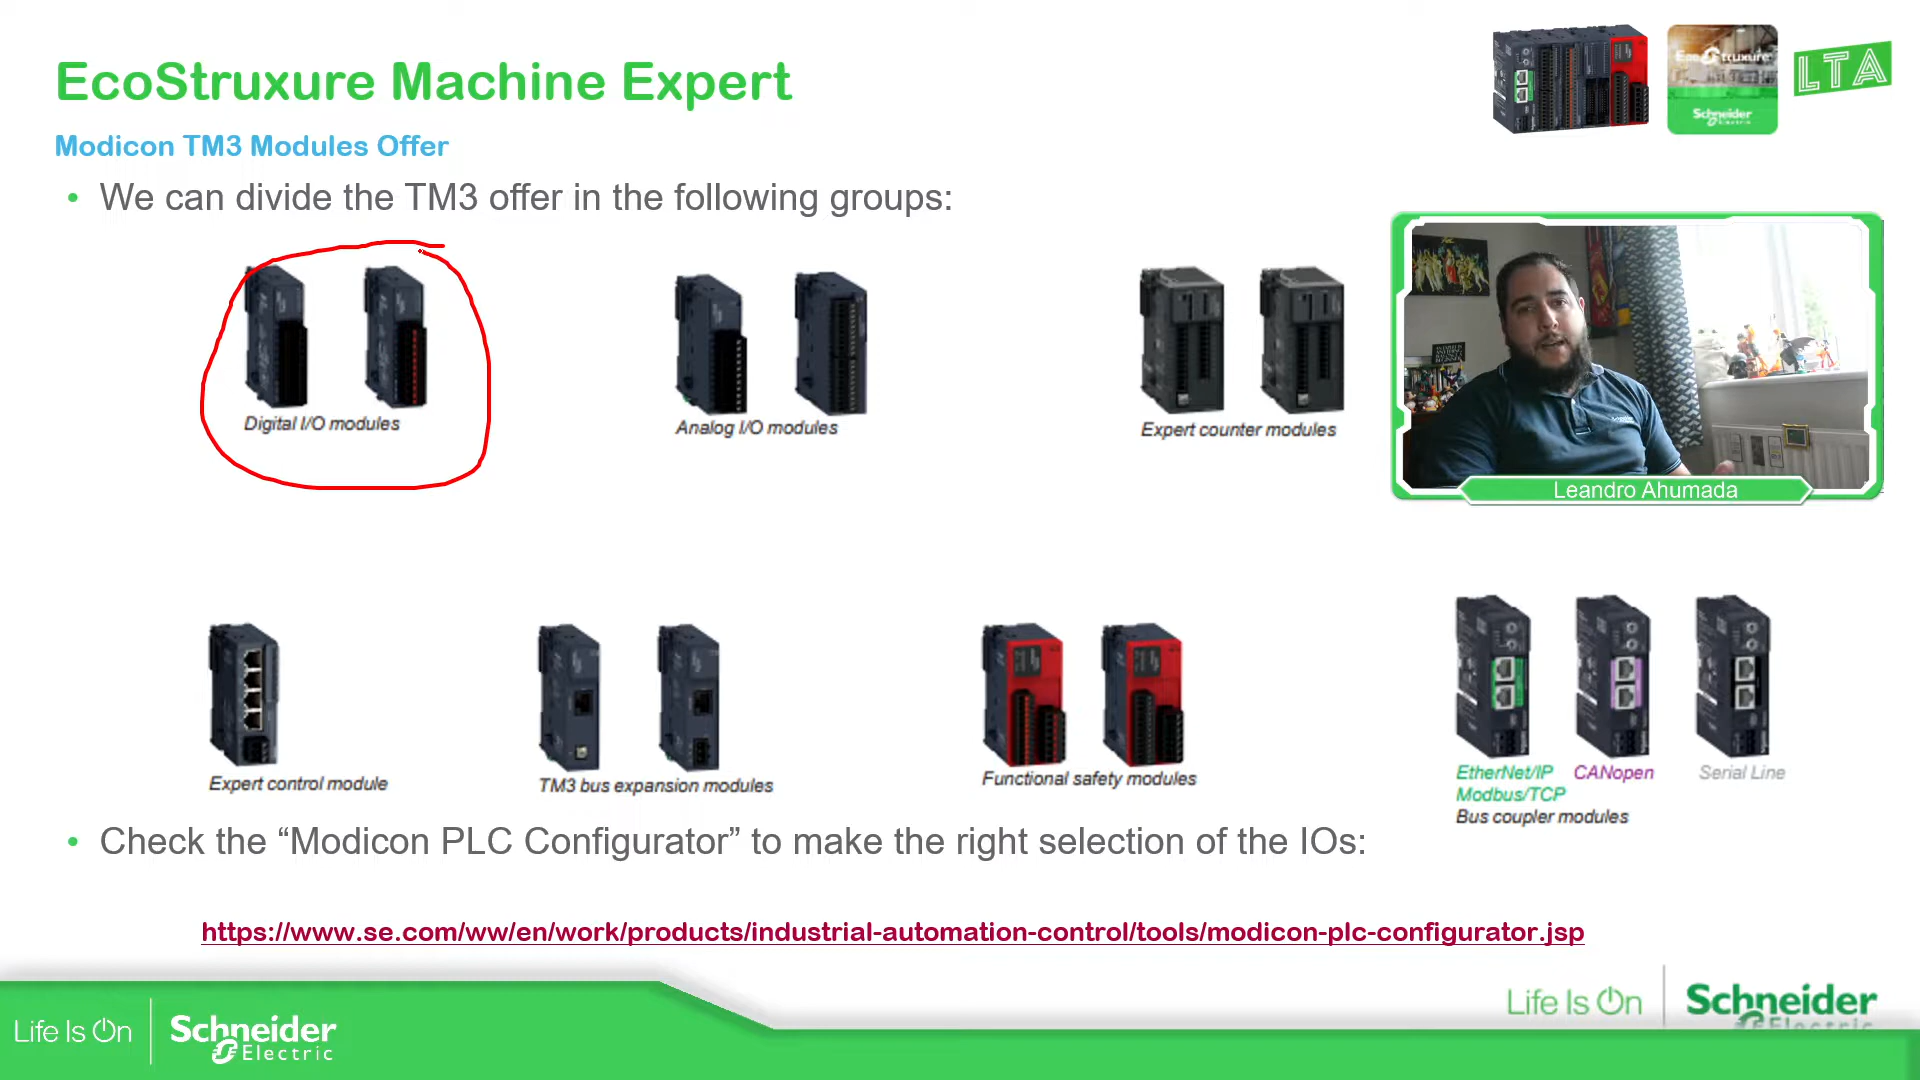 EcoStruxure Machine Expert
Modicon TM3 Modules Offer
• We can divide the TM3 offer in the following groups:
EcoStruxure
Schneider
Electric
LTA
Digital I/O modules
Analog I/O modules
Expert counter modules
Leandro Ahumada
Expert control module
TM3 bus expansion modules
Functional safety modules
EtherNet/IP
Modbus/TCP
CANopen
Serial Line
Bus coupler modules
• Check the “Modicon PLC Configurator” to make the right selection of the IOs:
https://www.se.com/ww/en/work/products/industrial-automation-control/tools/modicon-plc-configurator.jsp
Life Is On
Schneider
Electric
Life Is On
Schneider
Electric